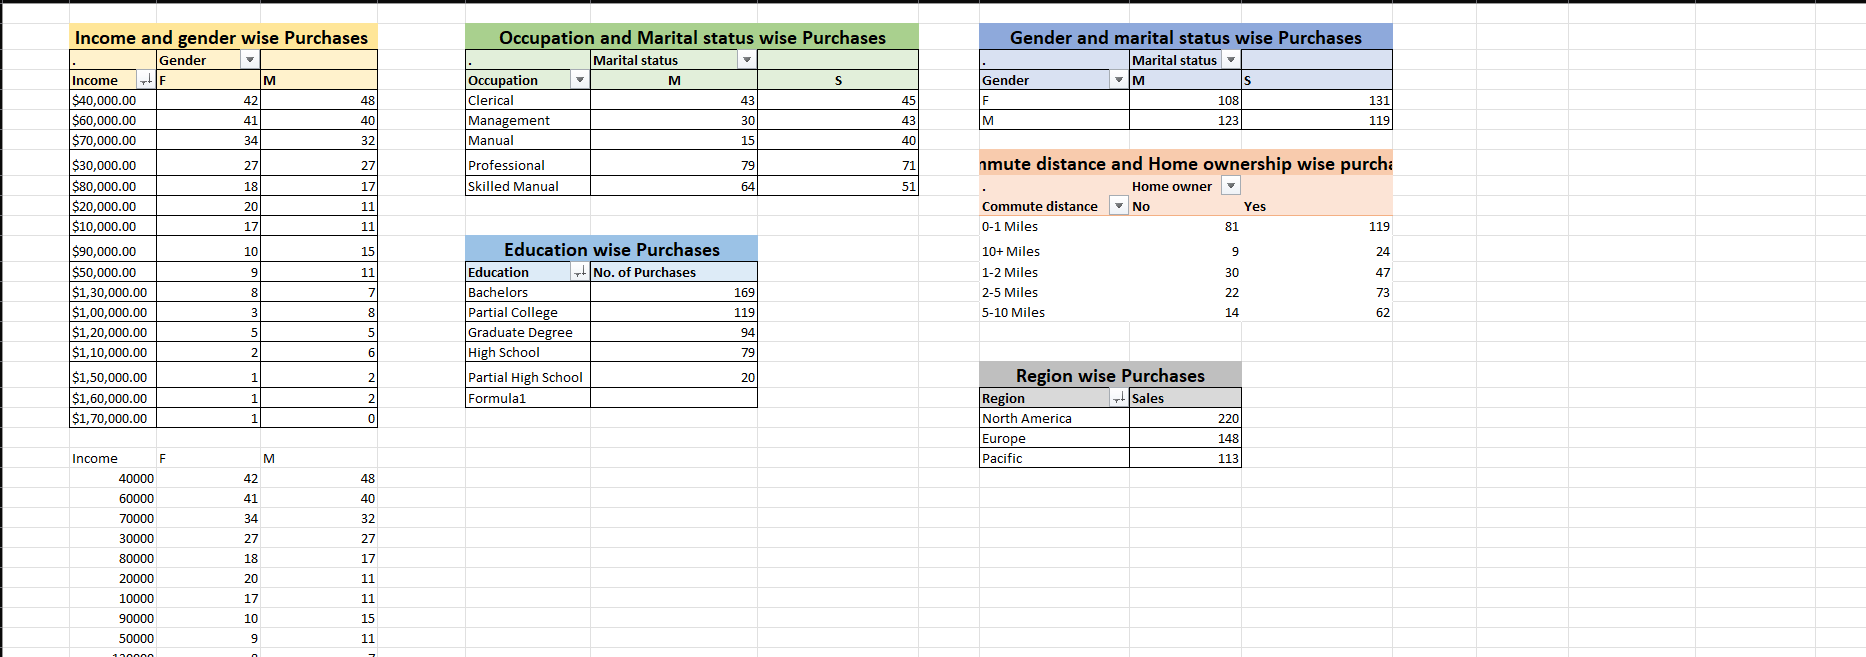 Income and gender wise Purchases
. Gender
Income F M
$40,000.00 42 48
$60,000.00 41 40
$70,000.00 34 32
$30,000.00 27 27
$80,000.00 18 17
$20,000.00 20 11
$10,000.00 17 11
$90,000.00 10 15
$50,000.00 9 11
$1,30,000.00 8 7
$1,00,000.00 3 8
$1,20,000.00 5 5
$1,10,000.00 2 6
$1,50,000.00 1 2
$1,60,000.00 1 2
$1,70,000.00 1 0
Income F M
40000 42 48
60000 41 40
70000 34 32
30000 27 27
80000 18 17
20000 20 11
10000 17 11
90000 10 15
50000 9 11
Occupation and Marital status wise Purchases
. Marital status
Occupation M S
Clerical 43 45
Management 30 43
Manual 15 40
Professional 79 71
Skilled Manual 64 51
Education wise Purchases
Education No. of Purchases
Bachelors 169
Partial College 119
Graduate Degree 94
High School 79
Partial High School 20
Formula1
Gender and marital status wise Purchases
. Marital status
Gender M S
F 108 131
M 123 119
mmute distance and Home ownership wise purcha
. Home owner
Commute distance No Yes
0-1 Miles 81 119
10+ Miles 9 24
1-2 Miles 30 47
2-5 Miles 22 73
5-10 Miles 14 62
Region wise Purchases
Region Sales
North America 220
Europe 148
Pacific 113